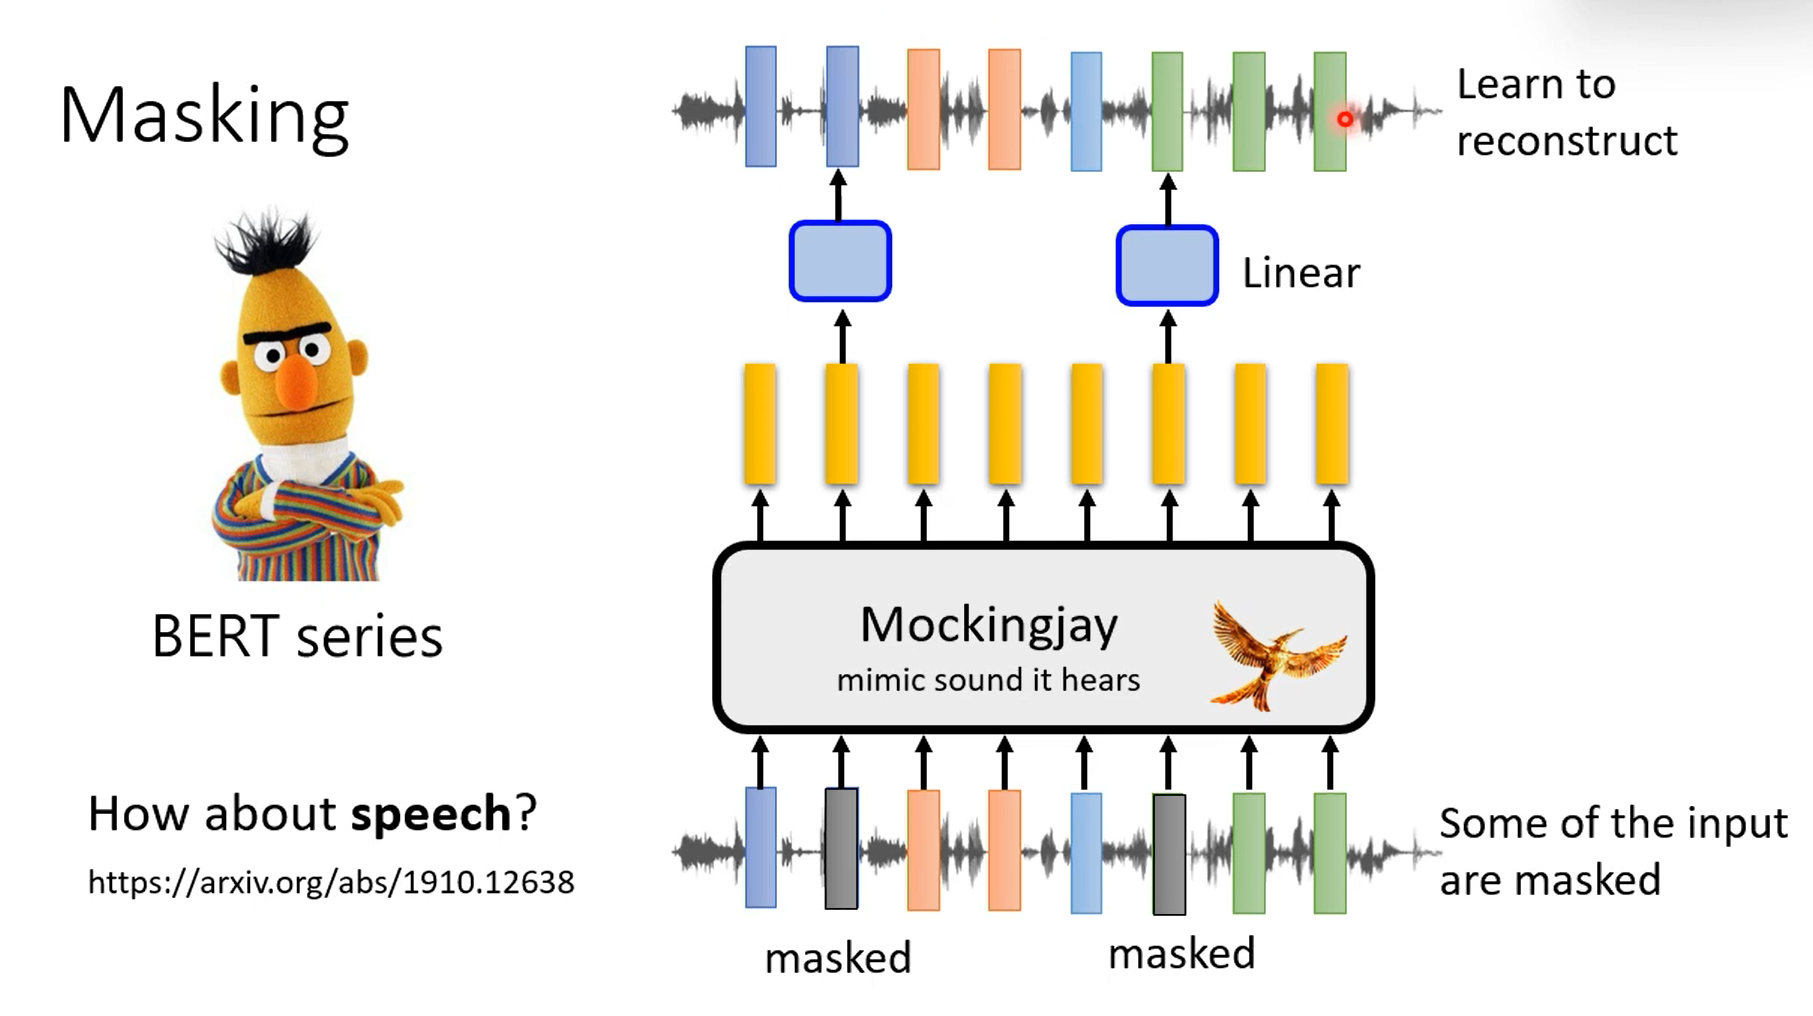 Masking
BERT series
How about speech?
https://arxiv.org/abs/1910.12638
Learn to
reconstruct
Linear
Mockingjay
mimic sound it hears
Some of the input
are masked
masked
masked